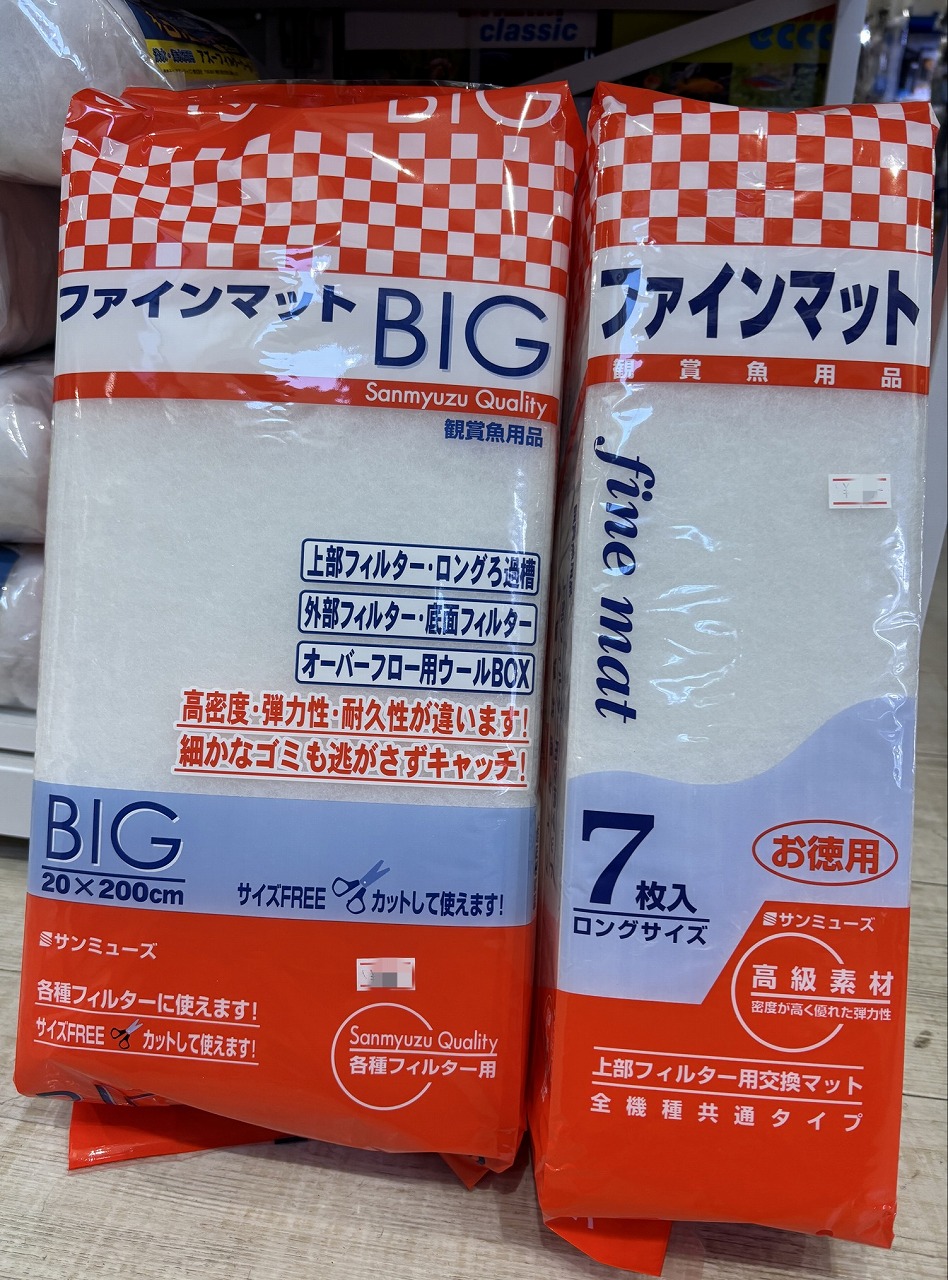 classic
BIG
ファインマット BIG
Sanmyuzu Quality
観賞魚用品
上部フィルター・ロングろ過槽
外部フィルター・底面フィルター
オーバーフロー用ウールBOX
高密度・弾力性・耐久性が違います!
細かなゴミも逃がさずキャッチ!
BIG
20×200cm
サイズFREE カットして使えます!
サンミューズ
各種フィルターに使えます!
サイズFREE カットして使えます!
Sanmyuzu Quality
各種フィルター用
ファインマット
観賞魚用品
fine mat
7枚入
ロングサイズ
お徳用
サンミューズ
高級素材
密度が高く優れた弾力性
上部フィルター用交換マット
全機種共通タイプ